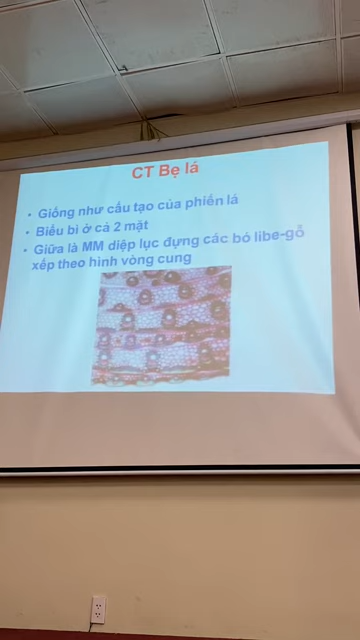 CT Bẹ lá
• Giống như cấu tạo của phiến lá
• Biểu bì ở cả 2 mặt
• Giữa là MM diệp lục đựng các bó libe-gỗ
xếp theo hình vòng cung